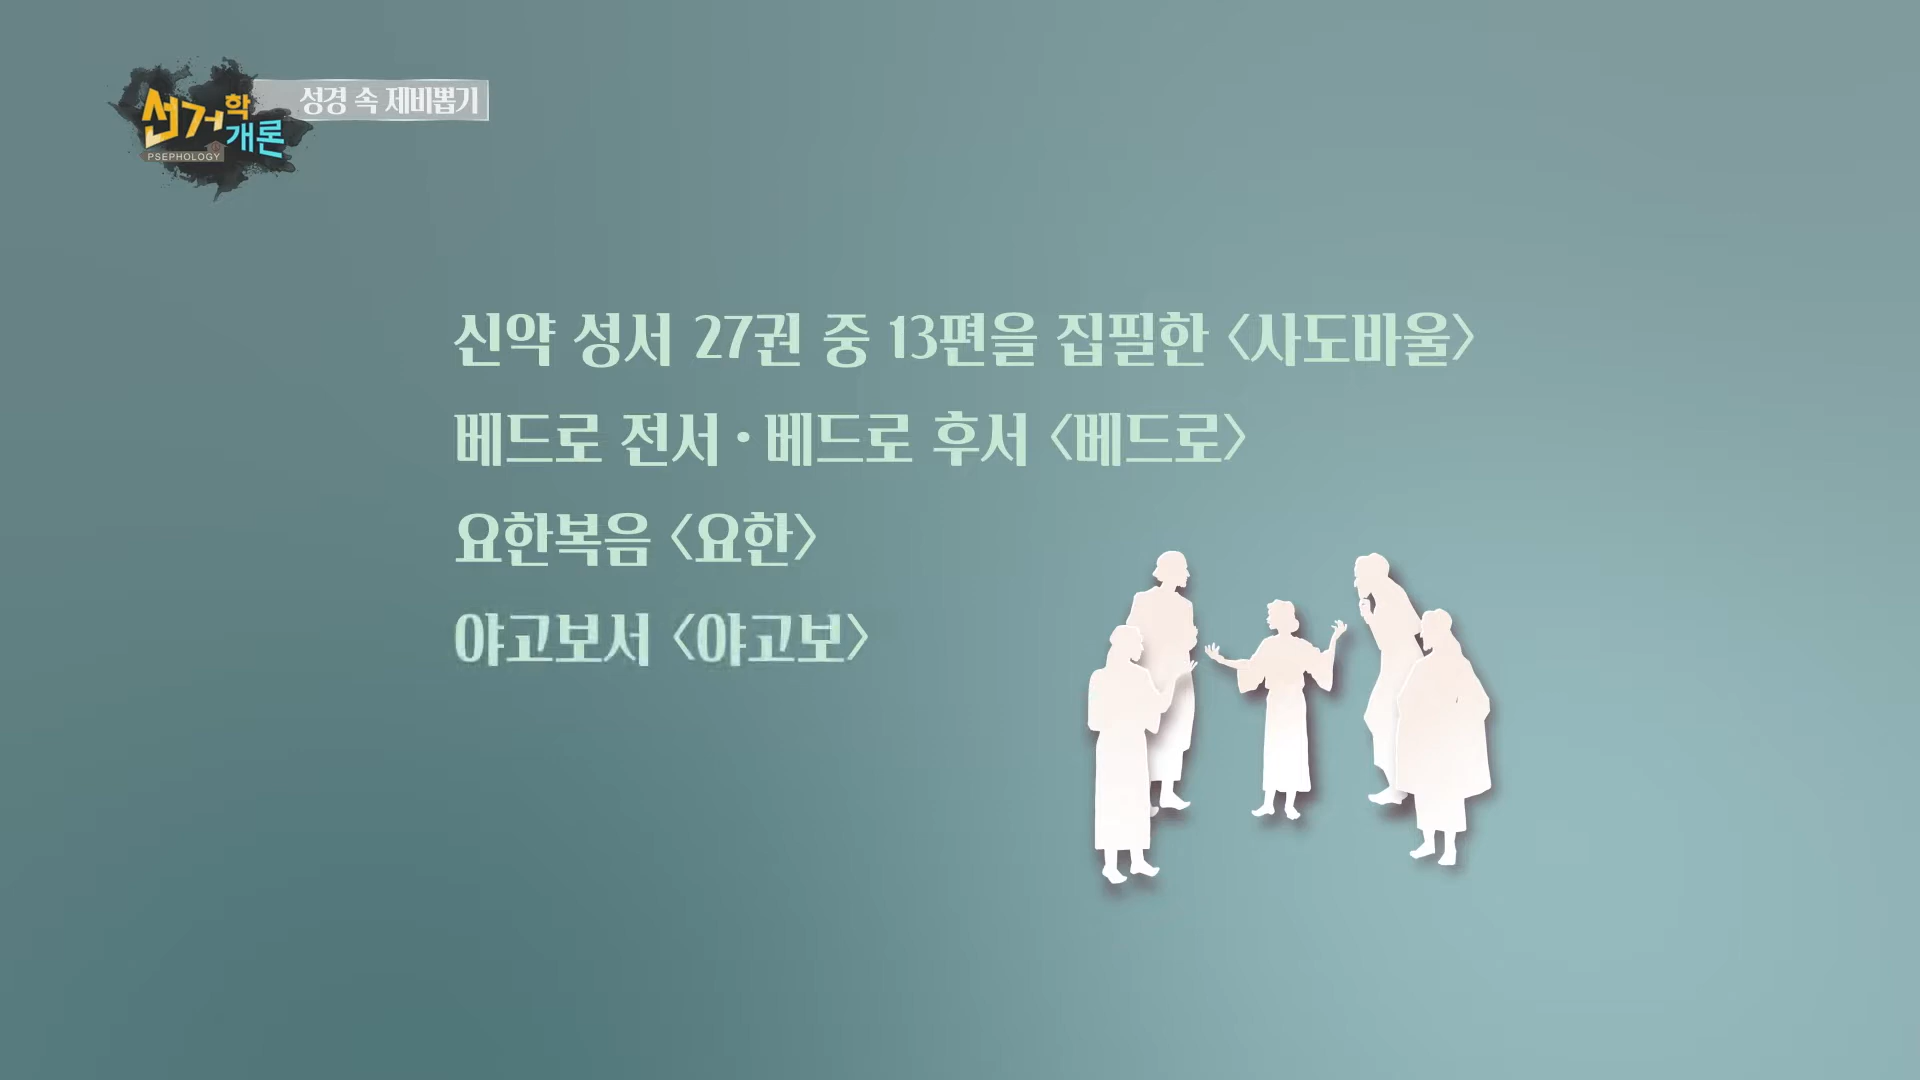 선거학개론
PSEPHOLOGY
성경 속 제비뽑기
신약 성서 27권 중 13편을 집필한 〈사도바울〉
베드로 전서·베드로 후서 〈베드로〉
요한복음 〈요한〉
야고보서 〈야고보〉